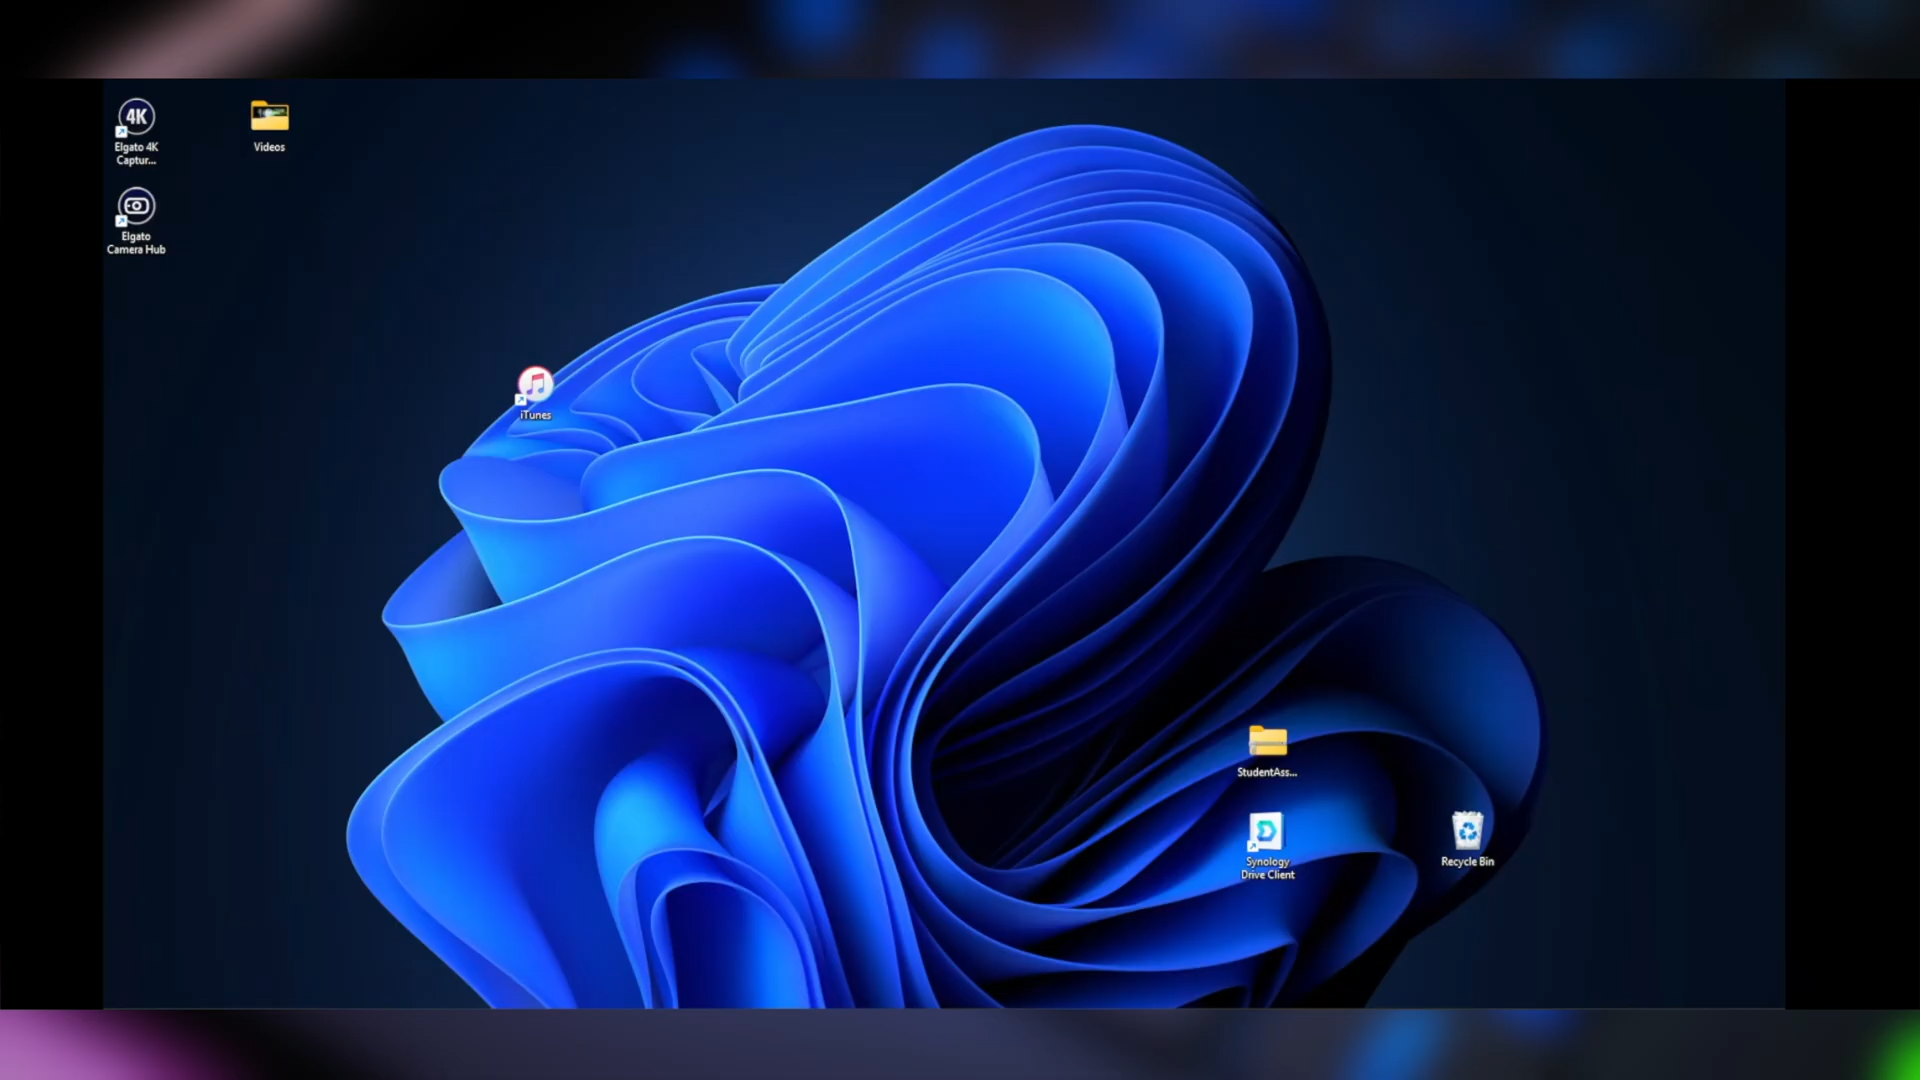 4K
Elgato 4K
Captur...
Videos
Elgato
Camera Hub
iTunes
StudentAss...
Synology
Drive Client
Recycle Bin